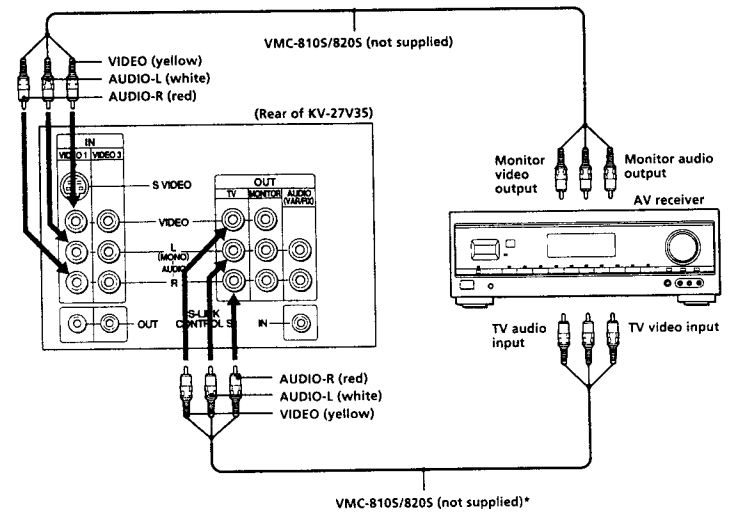 VMC-810S/820S (not supplied)
VIDEO (yellow)
AUDIO-L (white)
AUDIO-R (red)
(Rear of KV-27V35)
IN
VIDEO 1 VIDEO 3
S VIDEO
OUT
TV MONITOR AUDIO
(VAR/FIX)
VIDEO
L
(MONO)
AUDIO
R
OUT
S-LINK
CONTROL S
IN
Monitor
video
output
Monitor audio
output
AV receiver
TV audio
input
TV video input
AUDIO-R (red)
AUDIO-L (white)
VIDEO (yellow)
VMC-810S/820S (not supplied)*